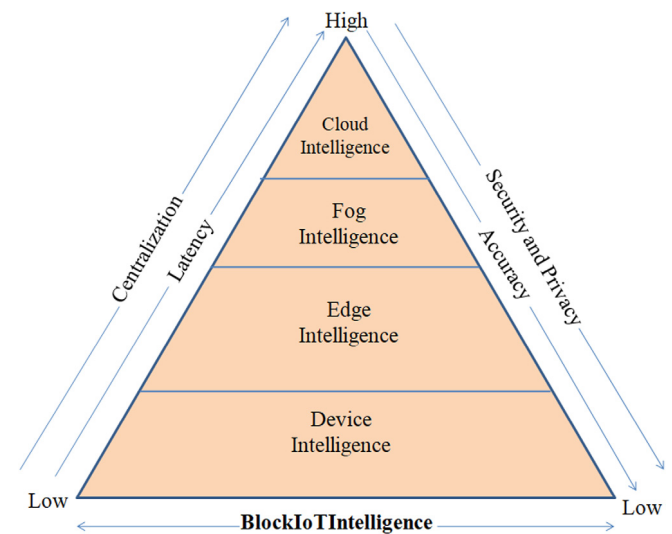 High
Cloud
Intelligence
Fog
Intelligence
Edge
Intelligence
Device
Intelligence
Centralization
Latency
Security and Privacy
Accuracy
Low
Low
BlockIoTIntelligence